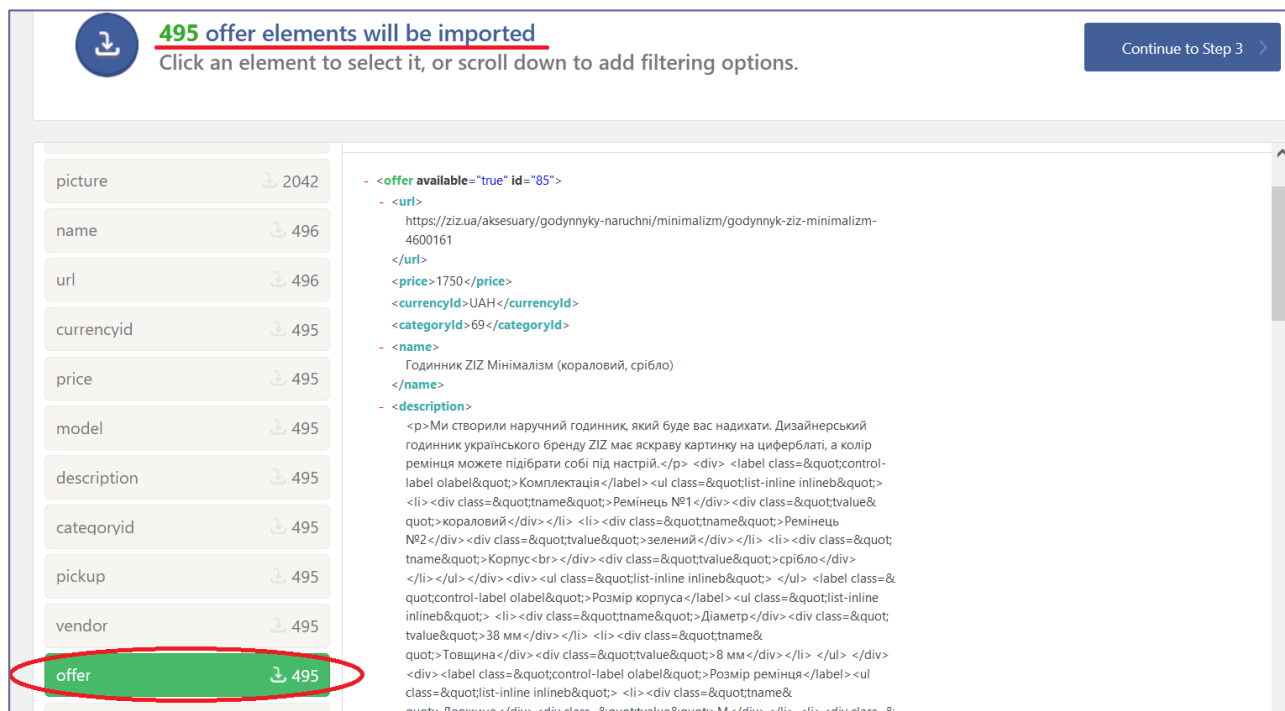 495 offer elements will be imported
Click an element to select it, or scroll down to add filtering options.
Continue to Step 3
picture 2042
name 496
url 496
currencyid 495
price 495
model 495
description 495
categoryid 495
pickup 495
vendor 495
offer 495
- <offer available="true" id="85">
- <url>
https://ziz.ua/aksesuary/godynnyky-naruchni/minimalizm/godynnyk-ziz-minimalizm-
4600161
</url>
<price>1750</price>
<currencyId>UAH</currencyId>
<categoryId>69</categoryId>
- <name>
Годинник ZIZ Мінімалізм (кораловий, срібло)
</name>
- <description>
<p>Ми створили наручний годинник, який буде вас надихати. Дизайнерський
годинник українського бренду ZIZ має яскраву картинку на циферблаті, а колір
ремінця можете підібрати собі під настрій.</p> <div> <label class=&quot;control-
label olabel&quot;>Комплектація</label><ul class=&quot;list-inline inlineb&quot;>
<li><div class=&quot;tname&quot;>Ремінець №1</div><div class=&quot;tvalue&
quot;>кораловий</div></li> <li><div class=&quot;tname&quot;>Ремінець
№2</div><div class=&quot;tvalue&quot;>зелений</div></li> <li><div class=&quot;
tname&quot;>Корпус<br></div><div class=&quot;tvalue&quot;>срібло</div>
</li></ul></div><div><ul class=&quot;list-inline inlineb&quot;> </ul> <label class=&
quot;control-label olabel&quot;>Розмір корпуса</label><ul class=&quot;list-inline
inlineb&quot;> <li><div class=&quot;tname&quot;>Діаметр</div><div class=&quot;
tvalue&quot;>38 мм</div></li> <li><div class=&quot;tname&
quot;>Товщина</div><div class=&quot;tvalue&quot;>8 мм</div></li> </ul> </div>
<div><label class=&quot;control-label olabel&quot;>Розмір ремінця</label><ul
class=&quot;list-inline inlineb&quot;> <li><div class=&quot;tname&